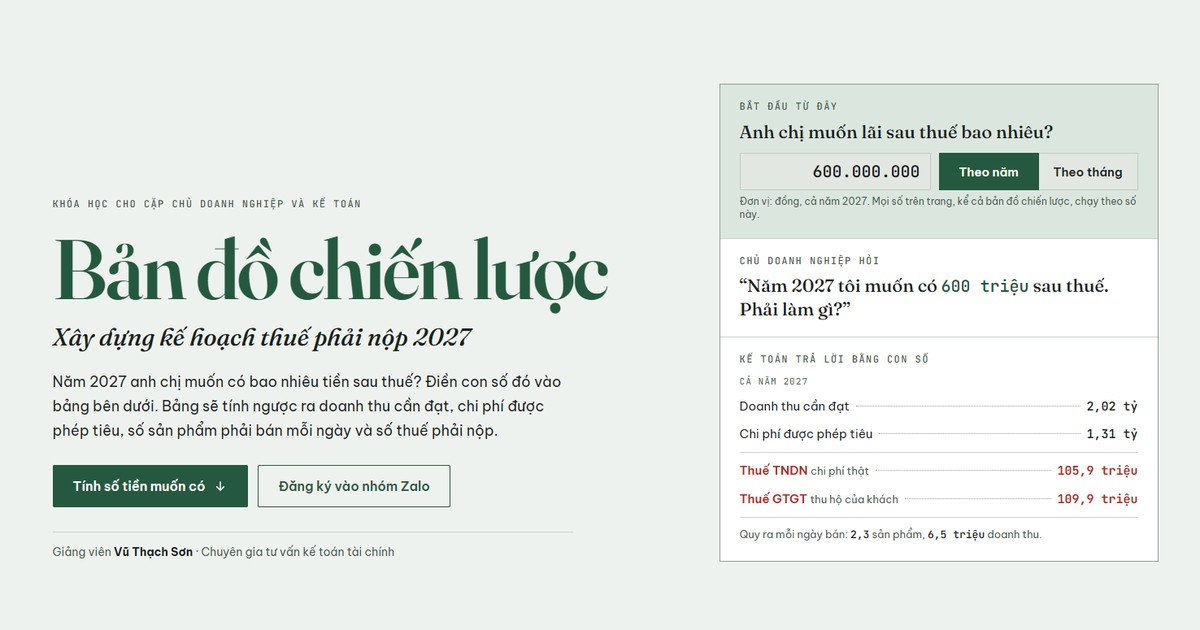 KHÓA HỌC CHO CẤP CHỦ DOANH NGHIỆP VÀ KẾ TOÁN
Bản đồ chiến lược
Xây dựng kế hoạch thuế phải nộp 2027
Năm 2027 anh chị muốn có bao nhiêu tiền sau thuế? Điền con số đó vào
bảng bên dưới. Bảng sẽ tính ngược ra doanh thu cần đạt, chi phí được
phép tiêu, số sản phẩm phải bán mỗi ngày và số thuế phải nộp.
Tính số tiền muốn có ↓
Đăng ký vào nhóm Zalo
Giảng viên Vũ Thạch Sơn · Chuyên gia tư vấn kế toán tài chính
BẮT ĐẦU TỪ ĐÂY
Anh chị muốn lãi sau thuế bao nhiêu?
600.000.000
Theo năm
Theo tháng
Đơn vị: đồng, cả năm 2027. Mọi số trên trang, kể cả bản đồ chiến lược, chạy theo số
này.
CHỦ DOANH NGHIỆP HỎI
“Năm 2027 tôi muốn có 600 triệu sau thuế.
Phải làm gì?”
KẾ TOÁN TRẢ LỜI BẰNG CON SỐ
CẢ NĂM 2027
Doanh thu cần đạt 2,02 tỷ
Chi phí được phép tiêu 1,31 tỷ
Thuế TNDN chi phí thật 105,9 triệu
Thuế GTGT thu hộ của khách 109,9 triệu
Quy ra mỗi ngày bán: 2,3 sản phẩm, 6,5 triệu doanh thu.